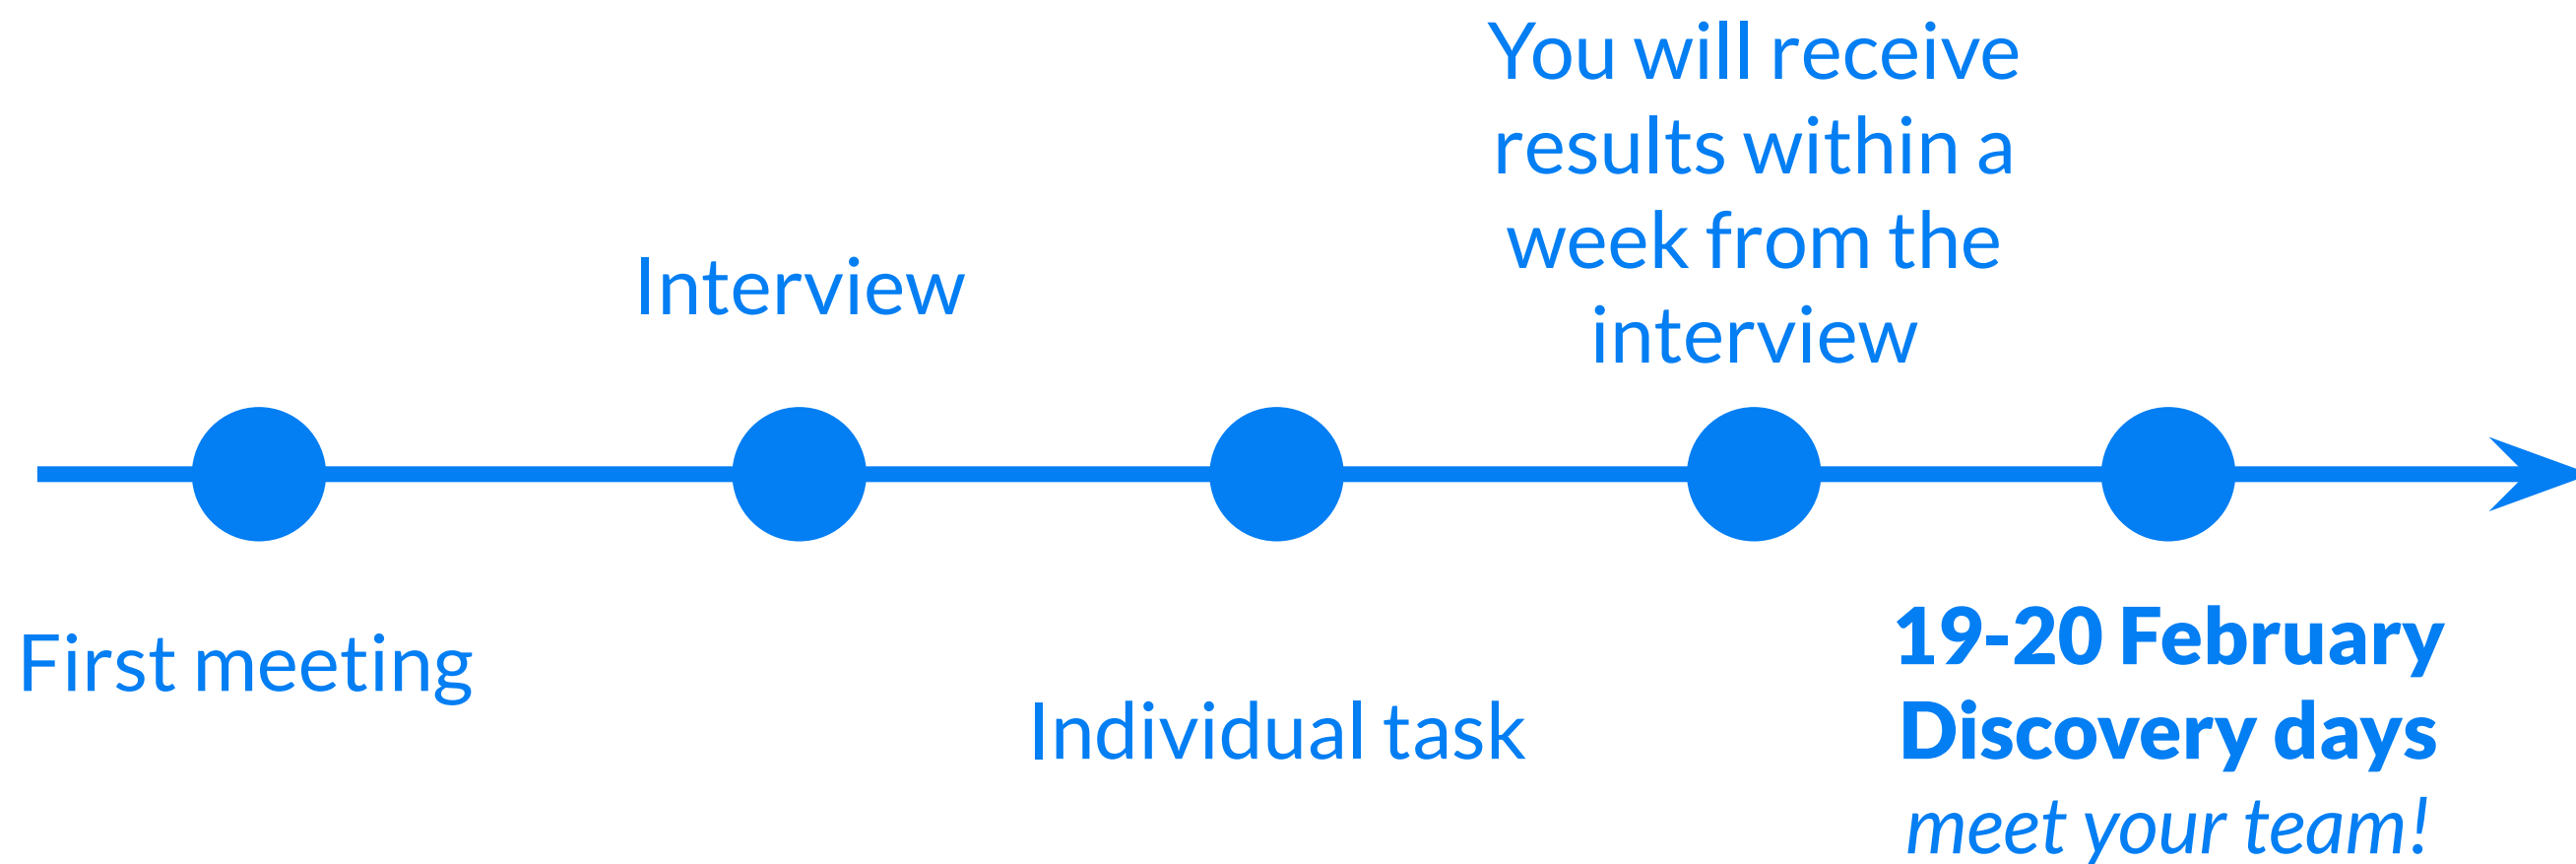 First meeting
Interview
Individual task
You will receive
results within a
week from the
interview
19-20 February
Discovery days
meet your team!